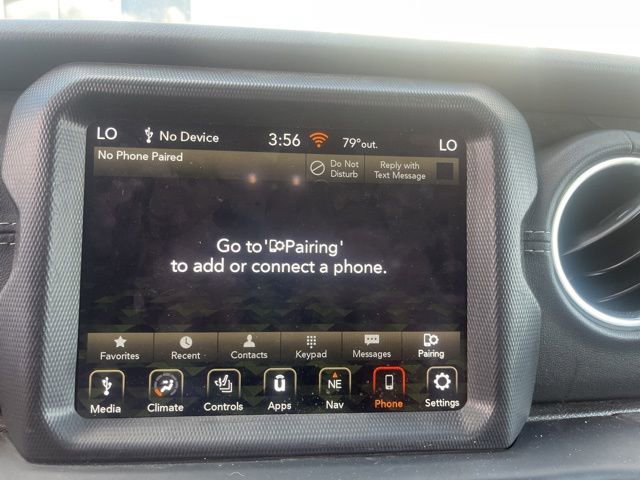 LO No Device 3:56 79° out. LO
No Phone Paired
Do Not
Disturb
Reply with
Text Message
Go to 'Pairing'
to add or connect a phone.
Favorites Recent Contacts Keypad Messages Pairing
NE
Media Climate Controls Apps Nav Phone Settings